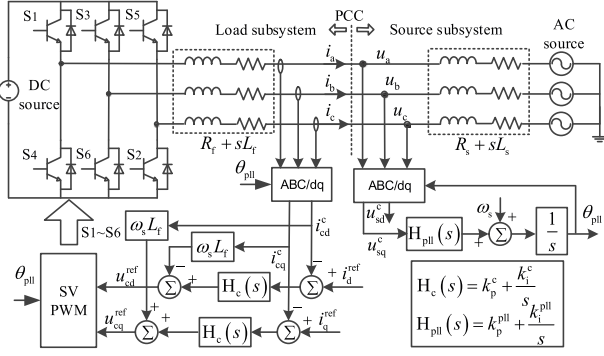 S1 S3 S5
Load subsystem
PCC
Source subsystem
AC source
DC source
i_a u_a
i_b u_b
i_c u_c
S4 S6 S2
R_f + sL_f
R_s + sL_s
θ_pll
ABC/dq
ABC/dq
S1~S6
ω_s L_f
i_cd^c
u_sd^c
ω_s
θ_pll
ω_s L_f
i_cq^c
u_sq^c
H_pll(s)
+
+
1/s
θ_pll
SV PWM
u_cd^ref
−
+
H_c(s)
−
+
i_d^ref
u_cq^ref
+
+
H_c(s)
−
+
i_q^ref
H_c(s) = k_p^c + k_i^c/s
H_pll(s) = k_p^pll + k_i^pll/s